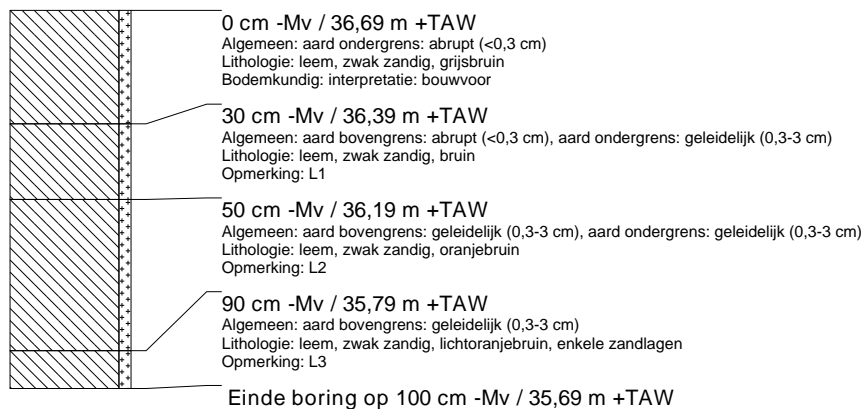 0 cm -Mv / 36,69 m +TAW
Algemeen: aard ondergrens: abrupt (<0,3 cm)
Lithologie: leem, zwak zandig, grijsbruin
Bodemkundig: interpretatie: bouwvoor
30 cm -Mv / 36,39 m +TAW
Algemeen: aard bovengrens: abrupt (<0,3 cm), aard ondergrens: geleidelijk (0,3-3 cm)
Lithologie: leem, zwak zandig, bruin
Opmerking: L1
50 cm -Mv / 36,19 m +TAW
Algemeen: aard bovengrens: geleidelijk (0,3-3 cm), aard ondergrens: geleidelijk (0,3-3 cm)
Lithologie: leem, zwak zandig, oranjebruin
Opmerking: L2
90 cm -Mv / 35,79 m +TAW
Algemeen: aard bovengrens: geleidelijk (0,3-3 cm)
Lithologie: leem, zwak zandig, lichtoranjebruin, enkele zandlagen
Opmerking: L3
Einde boring op 100 cm -Mv / 35,69 m +TAW